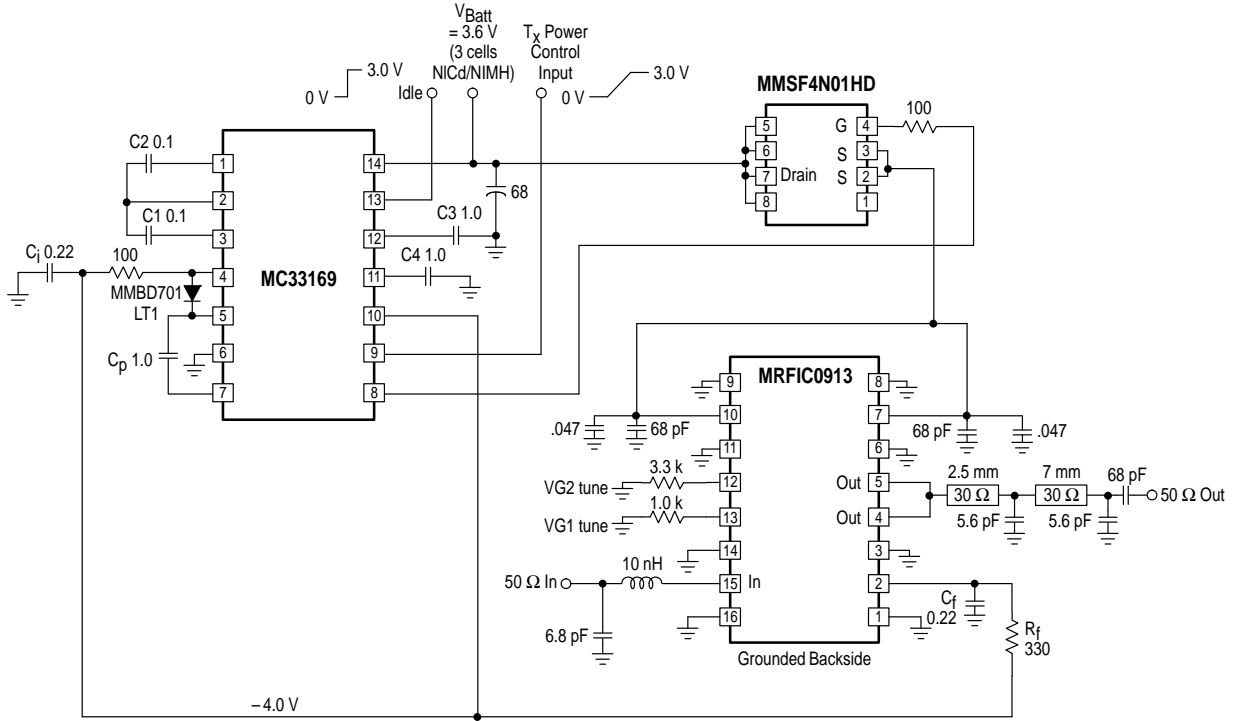 V_Batt
= 3.6 V
(3 cells
NICd/NIMH)
T_X Power
Control
Input
3.0 V
0 V
Idle
0 V
3.0 V
MMSF4N01HD
5
6
7
8
Drain
G
S
S
4
3
2
1
100
C2 0.1
C1 0.1
C_i 0.22
100
MMBD701
LT1
C_p 1.0
1
2
3
4
5
6
7
MC33169
14
13
12
11
10
9
8
68
C3 1.0
C4 1.0
MRFIC0913
9
10
11
12
13
14
15
16
In
8
7
6
5
4
3
2
1
Out
Out
.047
68 pF
3.3 k
VG2 tune
1.0 k
VG1 tune
10 nH
50 Ω In
6.8 pF
68 pF
.047
2.5 mm
30 Ω
7 mm
30 Ω
68 pF
50 Ω Out
5.6 pF
5.6 pF
C_f
0.22
R_f
330
Grounded Backside
–4.0 V